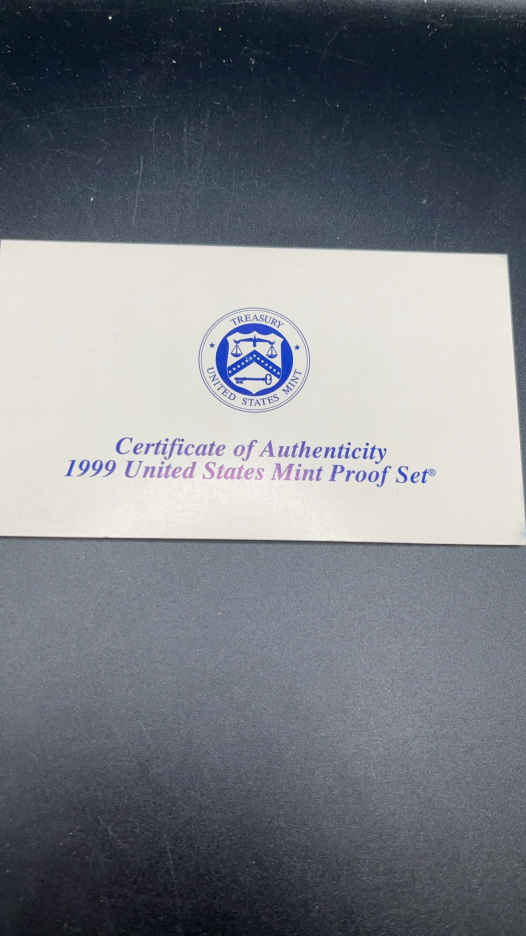 TREASURY
UNITED STATES MINT
Certificate of Authenticity
1999 United States Mint Proof Set®